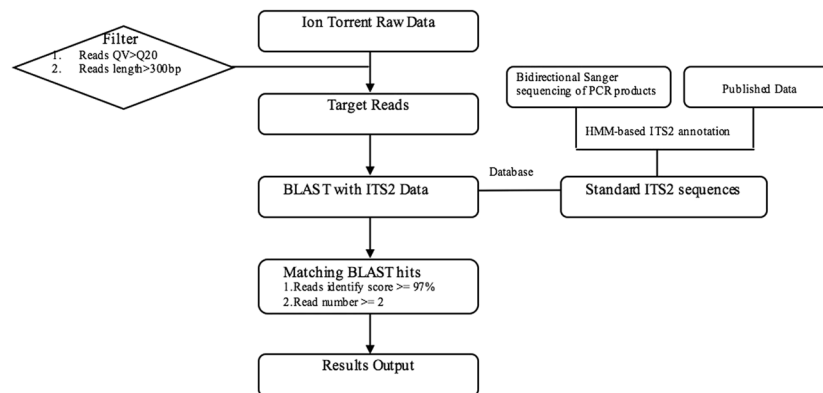 Ion Torrent Raw Data
Filter
1. Reads QV>Q20
2. Reads length>300bp
Target Reads
Bidirectional Sanger
sequencing of PCR products
Published Data
HMM-based ITS2 annotation
Database
BLAST with ITS2 Data
Standard ITS2 sequences
Matching BLAST hits
1.Reads identify score >= 97%
2.Read number >= 2
Results Output